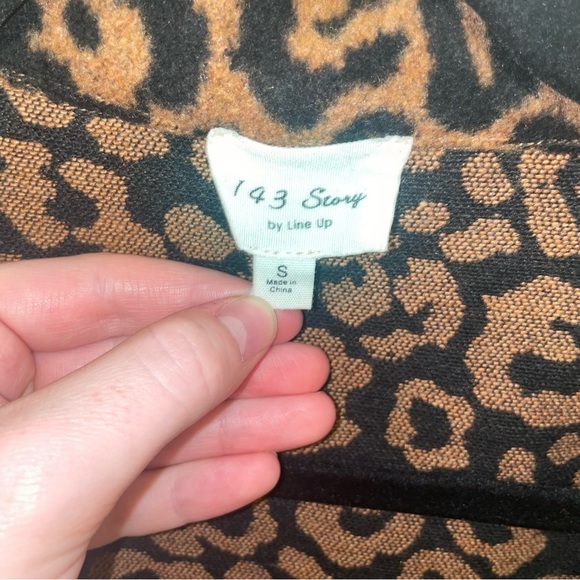 143 Story
by Line Up
S
Made in
China